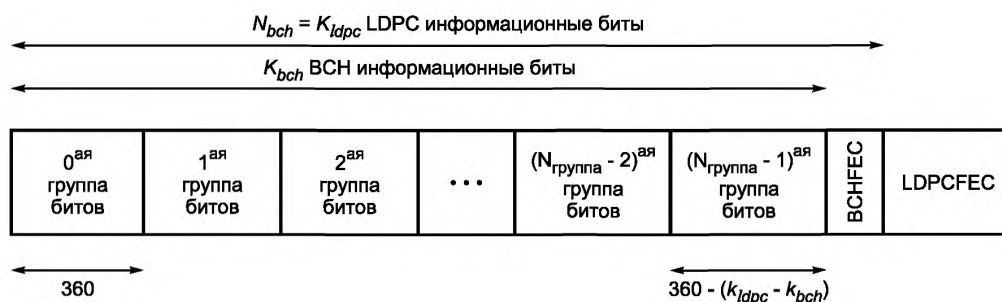 N_bch = K_ldpc LDPC информационные биты
K_bch BCH информационные биты
0^ая группа битов
1^ая группа битов
2^ая группа битов
• • •
(N_группа - 2)^ая группа битов
(N_группа - 1)^ая группа битов
BCHFEC
LDPCFEC
360
360 - (k_ldpc - k_bch)